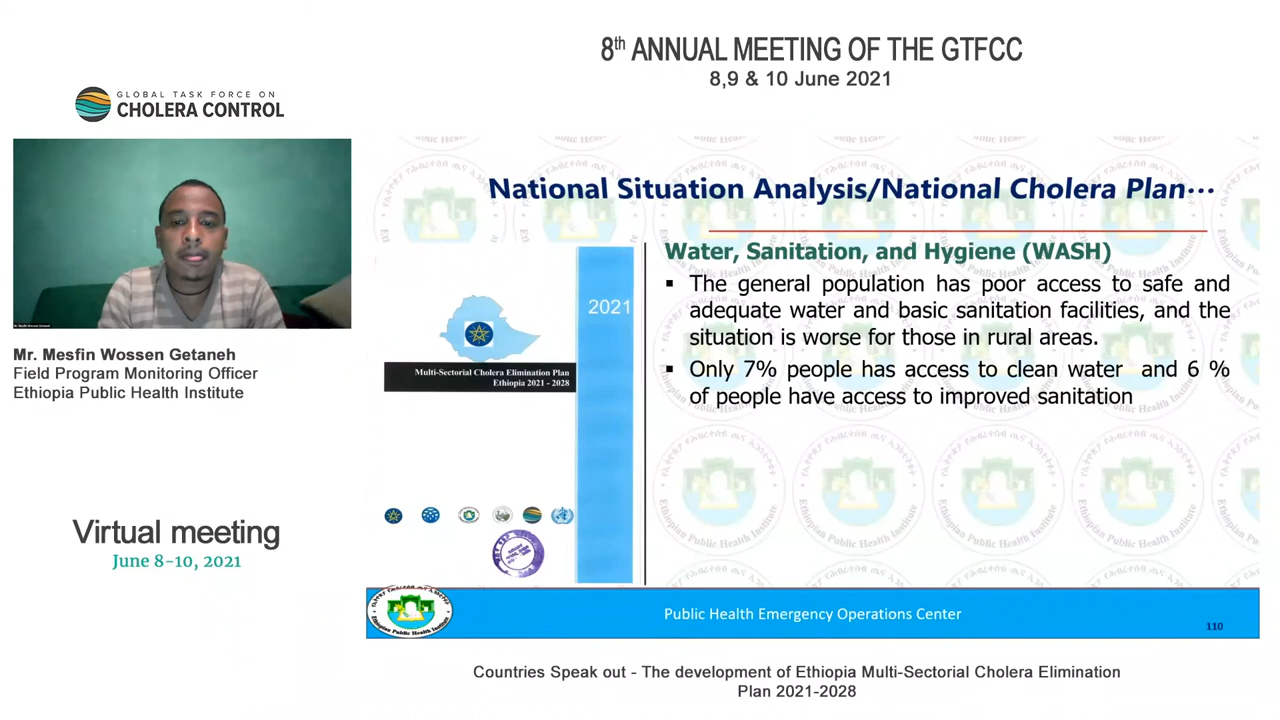 8th ANNUAL MEETING OF THE GTFCC
8,9 & 10 June 2021
GLOBAL TASK FORCE ON
CHOLERA CONTROL
National Situation Analysis/National Cholera Plan...
Mr. Mesfin Wossen Getaneh
Field Program Monitoring Officer
Ethiopia Public Health Institute
Virtual meeting
June 8-10, 2021
2021
Multi-Sectorial Cholera Elimination Plan
Ethiopia 2021 - 2028
Water, Sanitation, and Hygiene (WASH)
▪ The general population has poor access to safe and
adequate water and basic sanitation facilities, and the
situation is worse for those in rural areas.
▪ Only 7% people has access to clean water and 6 %
of people have access to improved sanitation
Ethiopian Public Health Institute
Public Health Emergency Operations Center
110
Countries Speak out - The development of Ethiopia Multi-Sectorial Cholera Elimination
Plan 2021-2028